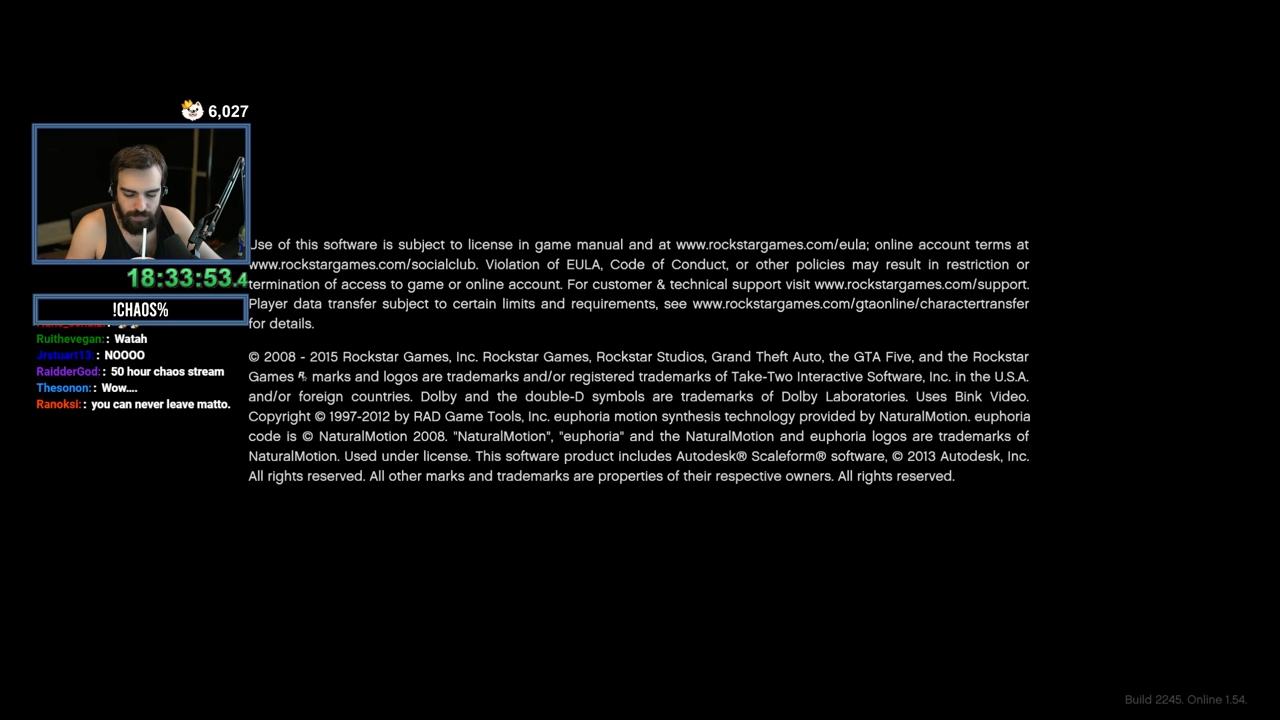 6,027
18:33:53.4
!CHAOS%
Ruithevegan: : Watah
Jrstuart13: : NOOOO
RaidderGod: : 50 hour chaos stream
Thesonon: : Wow....
Ranoksi: : you can never leave matto.
Use of this software is subject to license in game manual and at www.rockstargames.com/eula; online account terms at
www.rockstargames.com/socialclub. Violation of EULA, Code of Conduct, or other policies may result in restriction or
termination of access to game or online account. For customer & technical support visit www.rockstargames.com/support.
Player data transfer subject to certain limits and requirements, see www.rockstargames.com/gtaonline/charactertransfer
for details.
© 2008 - 2015 Rockstar Games, Inc. Rockstar Games, Rockstar Studios, Grand Theft Auto, the GTA Five, and the Rockstar
Games R* marks and logos are trademarks and/or registered trademarks of Take-Two Interactive Software, Inc. in the U.S.A.
and/or foreign countries. Dolby and the double-D symbols are trademarks of Dolby Laboratories. Uses Bink Video.
Copyright © 1997-2012 by RAD Game Tools, Inc. euphoria motion synthesis technology provided by NaturalMotion. euphoria
code is © NaturalMotion 2008. "NaturalMotion", "euphoria" and the NaturalMotion and euphoria logos are trademarks of
NaturalMotion. Used under license. This software product includes Autodesk® Scaleform® software, © 2013 Autodesk, Inc.
All rights reserved. All other marks and trademarks are properties of their respective owners. All rights reserved.
Build 2245. Online 1.54.